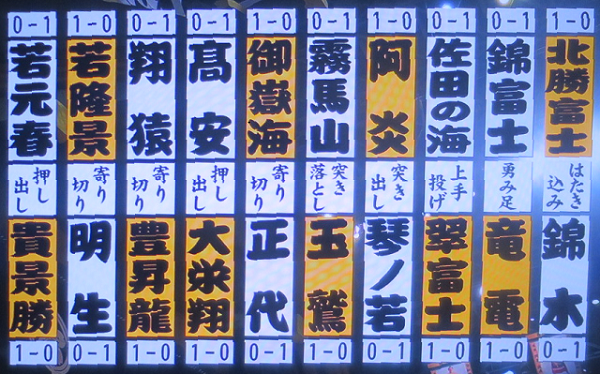 1-0
北勝富士
はたき
込み
錦木
0-1
0-1
錦富士
勇み足
竜電
1-0
0-1
佐田の海
上手
投げ
翠富士
1-0
1-0
阿炎
突き
出し
琴ノ若
0-1
0-1
霧馬山
突き
落とし
玉鷲
1-0
1-0
御嶽海
寄り
切り
正代
0-1
0-1
髙安
押し
出し
大栄翔
1-0
0-1
翔猿
寄り
切り
豊昇龍
1-0
1-0
若隆景
寄り
切り
明生
0-1
0-1
若元春
押し
出し
貴景勝
1-0